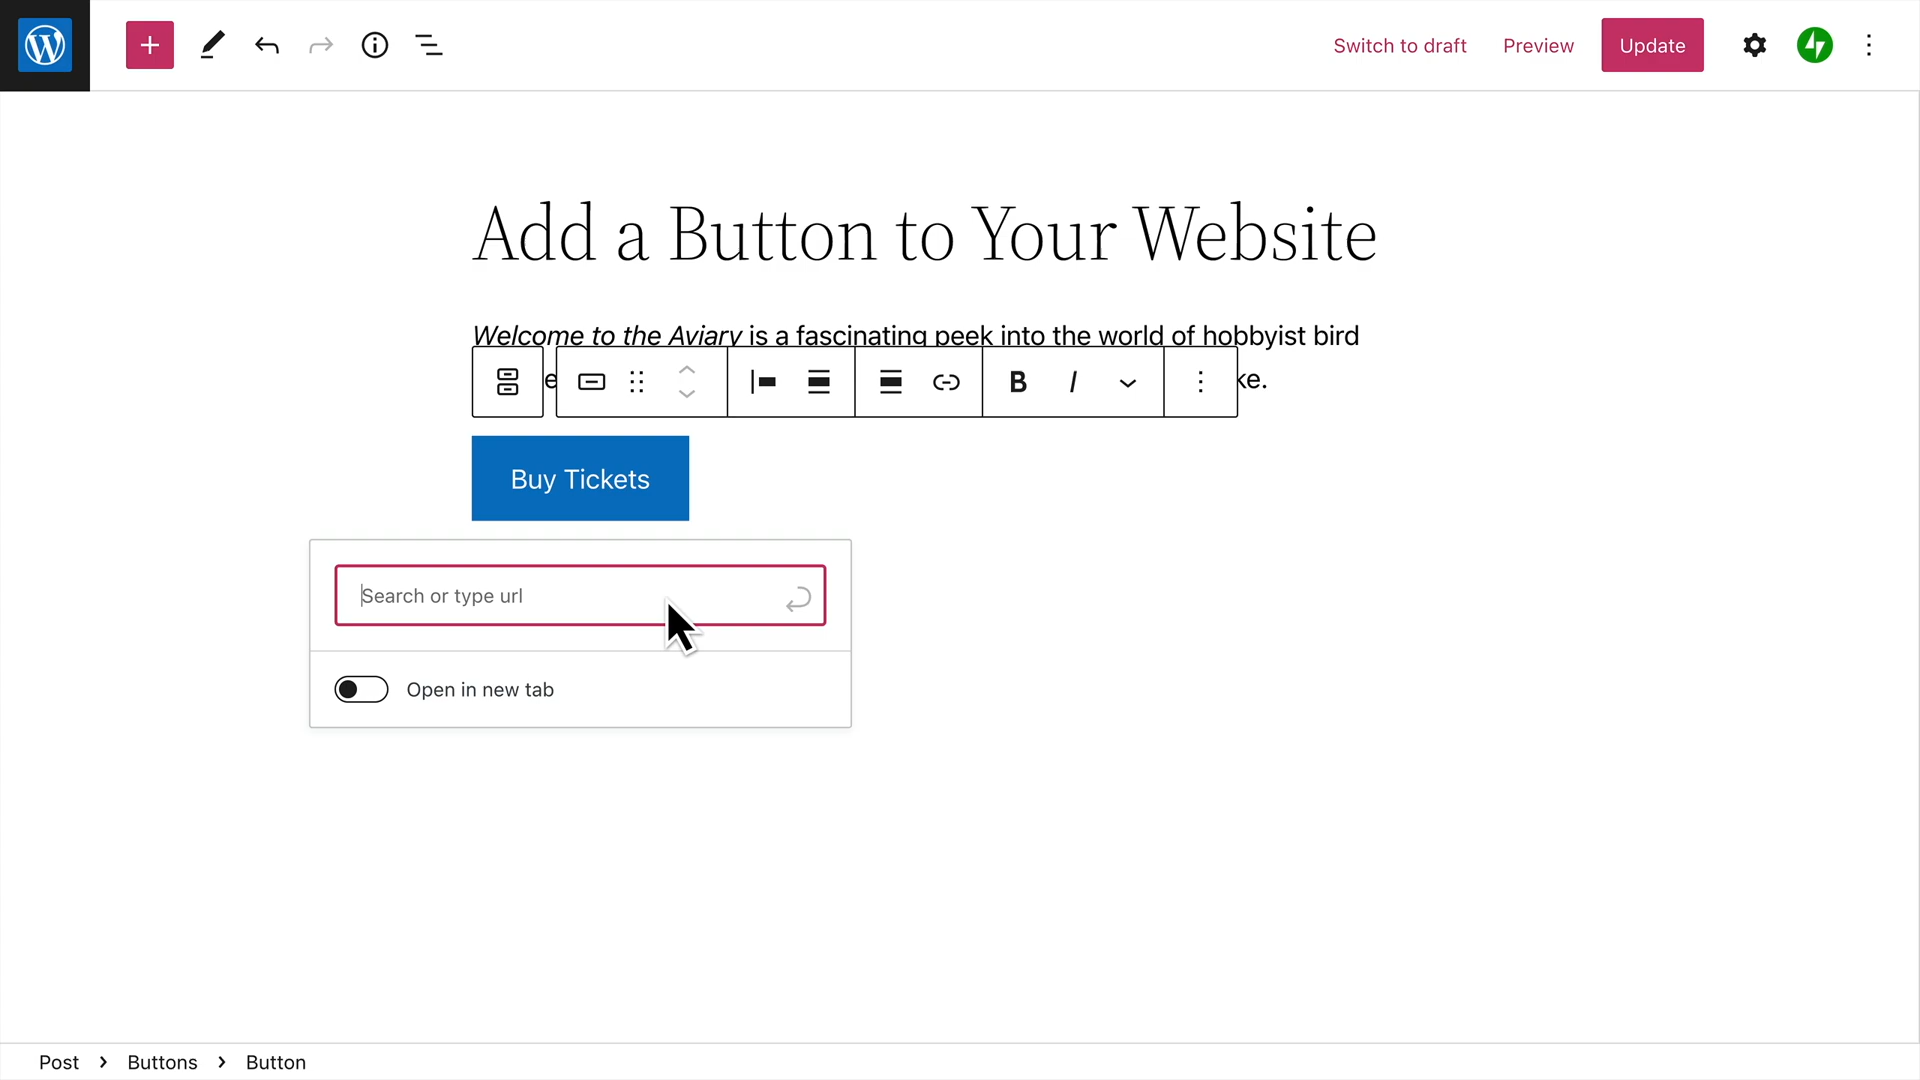 Switch to draft Preview Update
Add a Button to Your Website
Welcome to the Aviary is a fascinating peek into the world of hobbyist bird
Buy Tickets
Search or type url
Open in new tab
Post > Buttons > Button